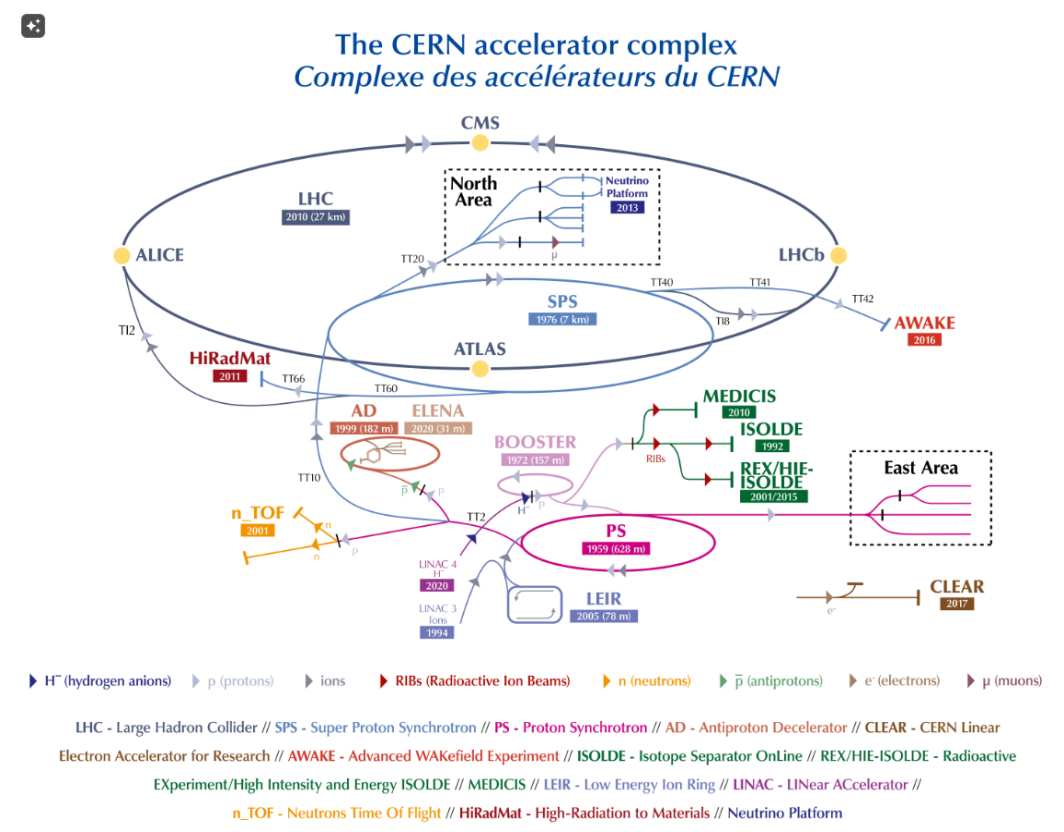 The CERN accelerator complex
Complexe des accélérateurs du CERN
CMS
North
Area
Neutrino
Platform
2013
LHC
2010 (27 km)
μ
ALICE
LHCb
TT20
TT40
TT41
TT42
SPS
1976 (7 km)
TI8
TI2
AWAKE
2016
ATLAS
HiRadMat
2011
TT66
TT60
AD
1999 (182 m)
ELENA
2020 (31 m)
MEDICIS
2010
BOOSTER
1972 (157 m)
ISOLDE
1992
RIBs
REX/HIE-
ISOLDE
2001/2015
East Area
TT10
p̅
p
H⁻
p
n_TOF
2001
n
n
p
TT2
PS
1959 (628 m)
LINAC 4
H⁻
2020
LINAC 3
Ions
1994
LEIR
2005 (78 m)
CLEAR
2017
e⁻
H⁻ (hydrogen anions)
p (protons)
ions
RIBs (Radioactive Ion Beams)
n (neutrons)
p̅ (antiprotons)
e⁻ (electrons)
μ (muons)
LHC - Large Hadron Collider // SPS - Super Proton Synchrotron // PS - Proton Synchrotron // AD - Antiproton Decelerator // CLEAR - CERN Linear
Electron Accelerator for Research // AWAKE - Advanced WAKefield Experiment // ISOLDE - Isotope Separator OnLine // REX/HIE-ISOLDE - Radioactive
EXperiment/High Intensity and Energy ISOLDE // MEDICIS // LEIR - Low Energy Ion Ring // LINAC - LINear ACcelerator //
n_TOF - Neutrons Time Of Flight // HiRadMat - High-Radiation to Materials // Neutrino Platform